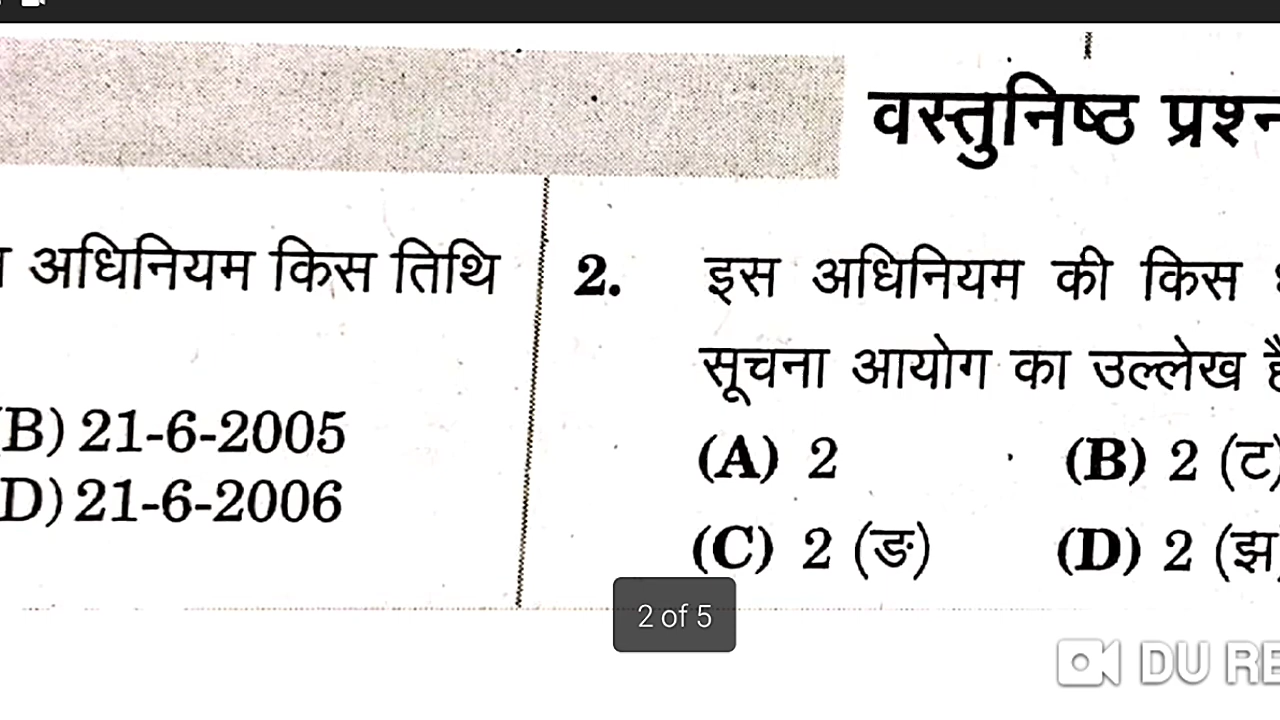 वस्तुनिष्ठ प्रश्न
अधिनियम किस तिथि
(B) 21-6-2005
(D) 21-6-2006
2. इस अधिनियम की किस
सूचना आयोग का उल्लेख है
(A) 2 (B) 2 (ट)
(C) 2 (ङ) (D) 2 (झ)
2 of 5
DU RE